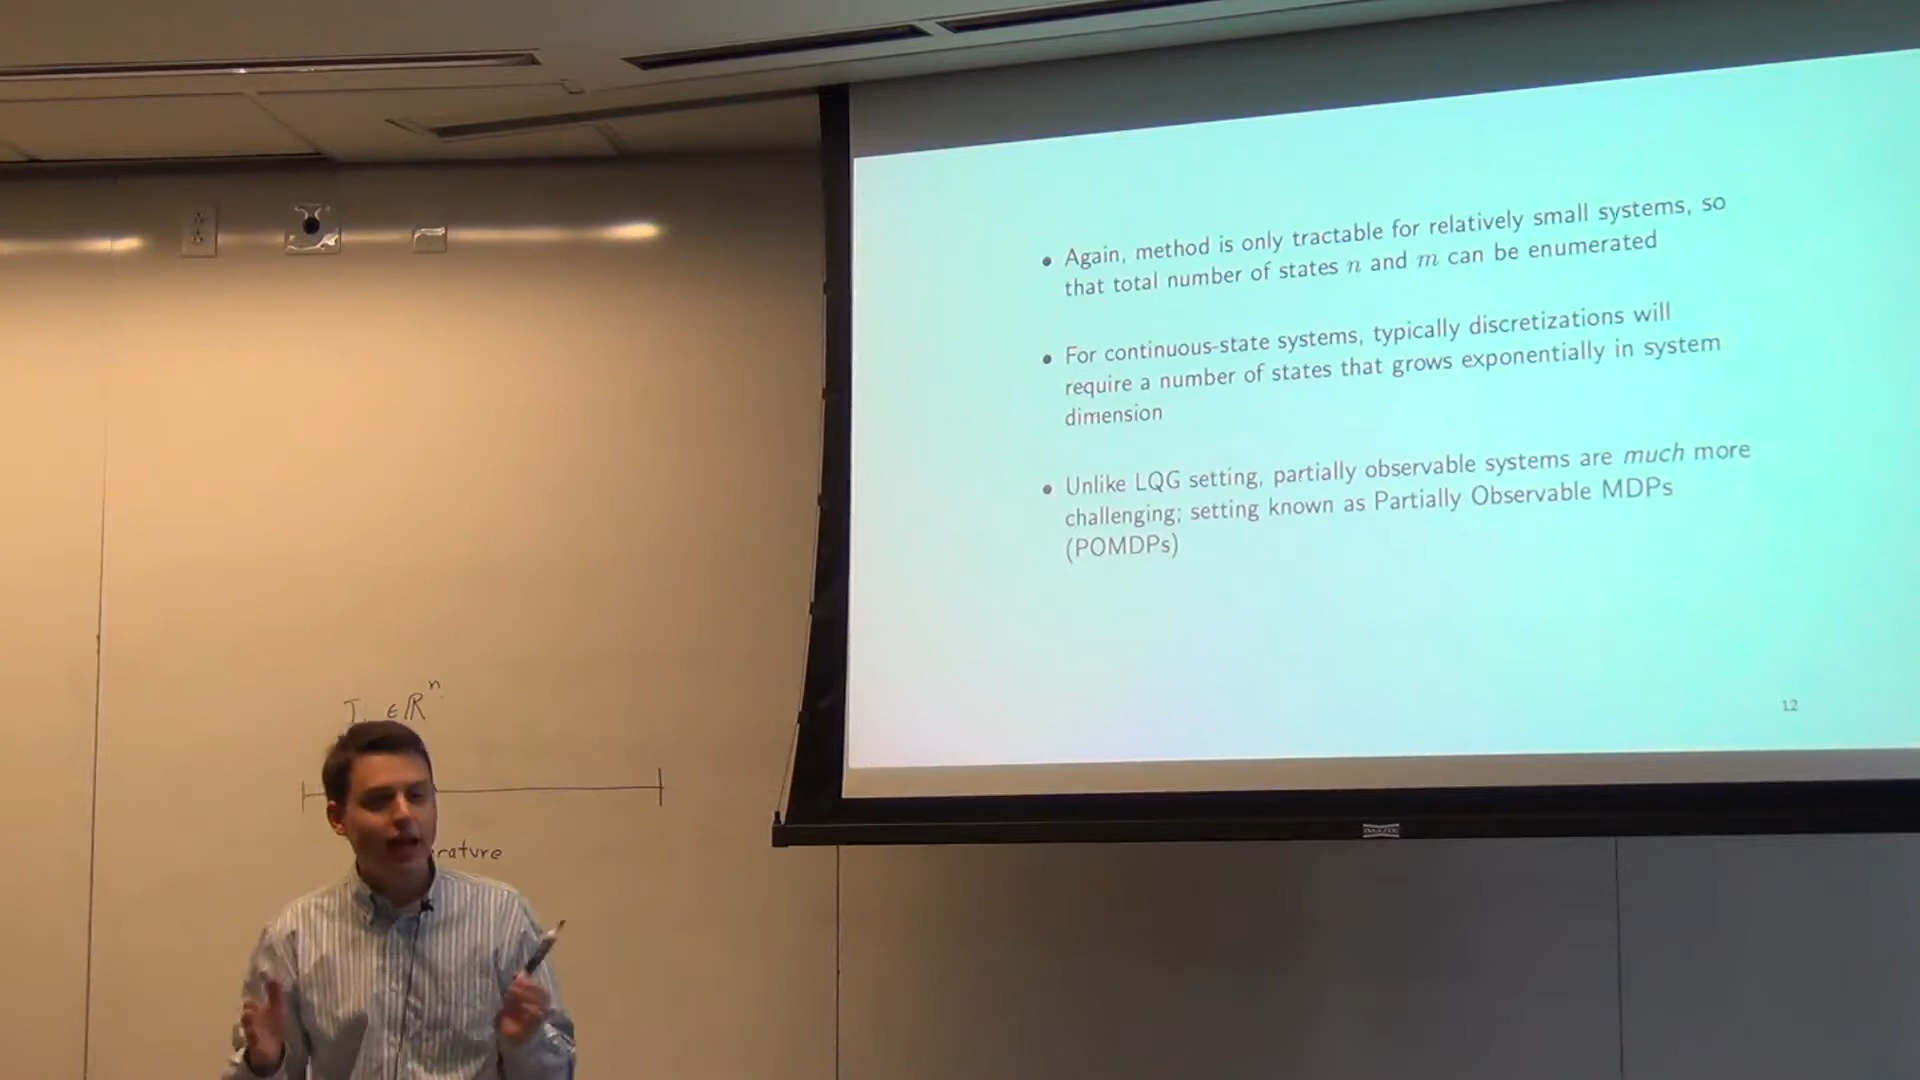 • Again, method is only tractable for relatively small systems, so
that total number of states n and m can be enumerated
• For continuous-state systems, typically discretizations will
require a number of states that grows exponentially in system
dimension
• Unlike LQG setting, partially observable systems are much more
challenging; setting known as Partially Observable MDPs
(POMDPs)
12
∈ ℝⁿ
rature